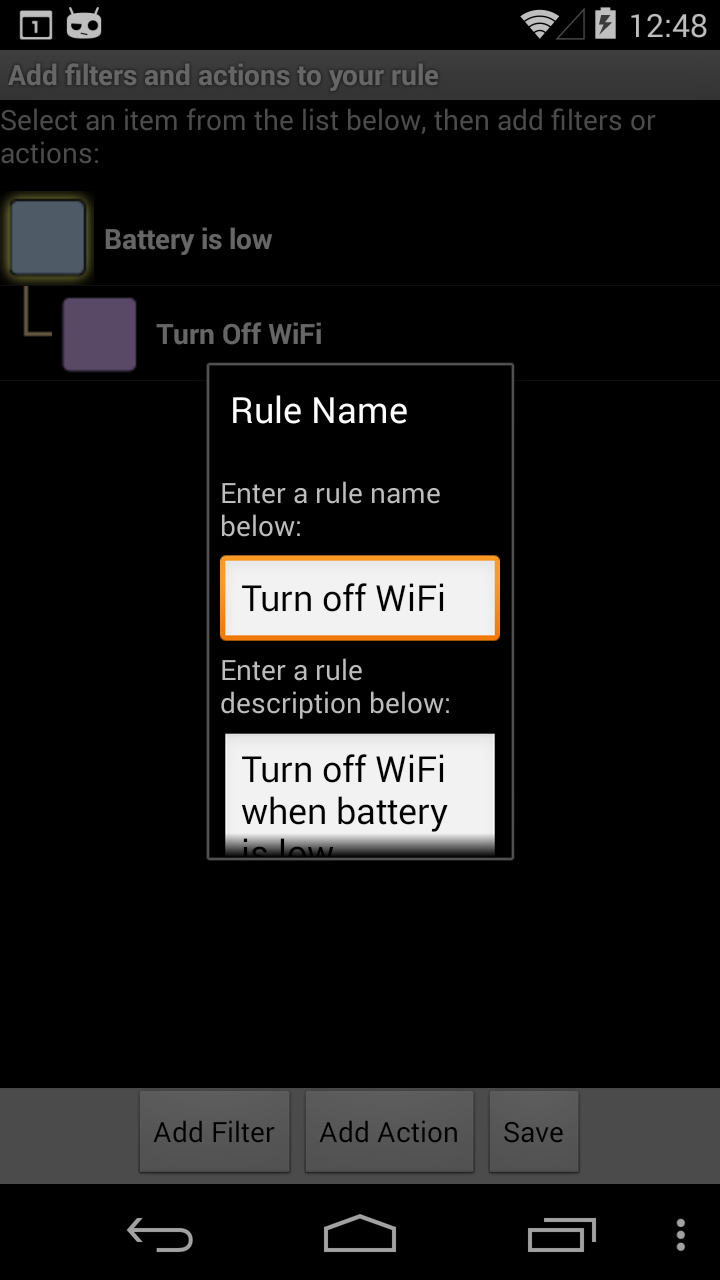 1
12:48
Add filters and actions to your rule
Select an item from the list below, then add filters or
actions:
Battery is low
Turn Off WiFi
Rule Name
Enter a rule name
below:
Turn off WiFi
Enter a rule
description below:
Turn off WiFi
when battery
is low
Add Filter
Add Action
Save